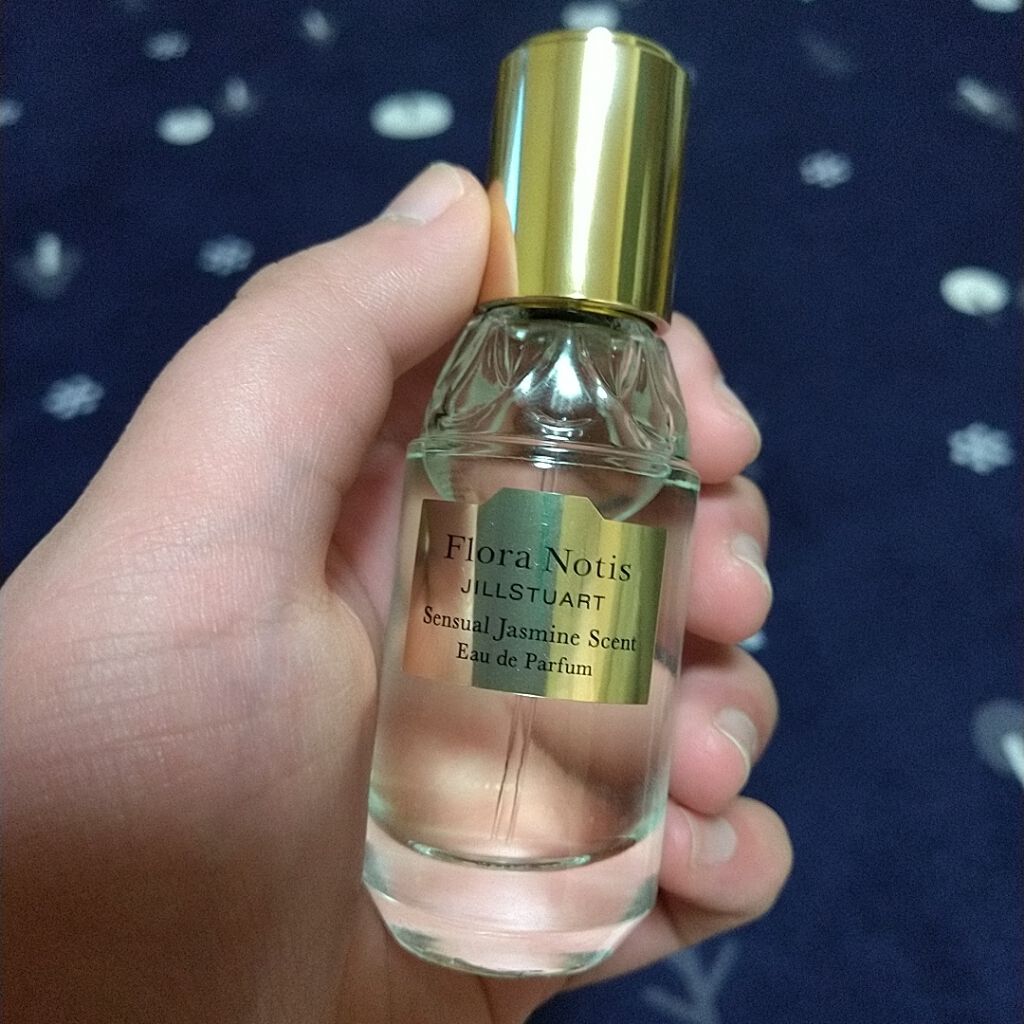 Flora Notis
JILLSTUART
Sensual Jasmine Scent
Eau de Parfum